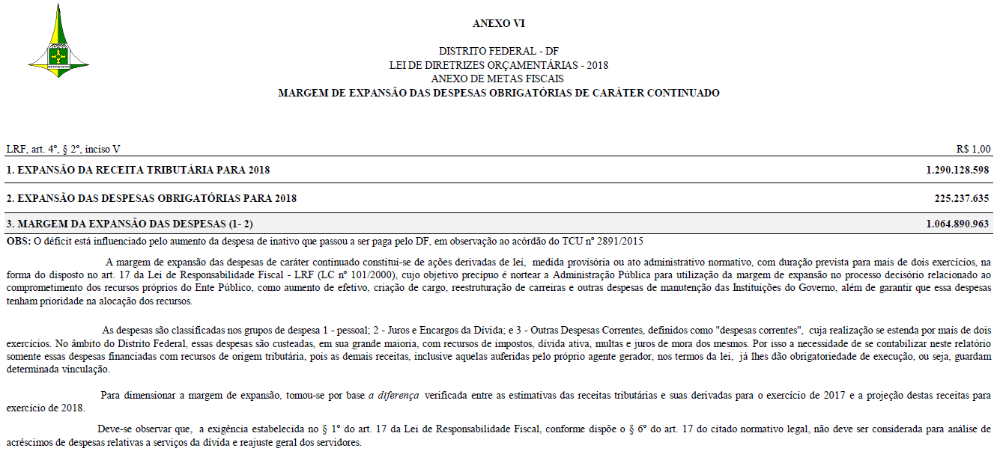 ANEXO VI
DISTRITO FEDERAL - DF
LEI DE DIRETRIZES ORÇAMENTÁRIAS - 2018
ANEXO DE METAS FISCAIS
MARGEM DE EXPANSÃO DAS DESPESAS OBRIGATÓRIAS DE CARÁTER CONTINUADO
LRF, art. 4º, § 2º, inciso V R$ 1,00
1. EXPANSÃO DA RECEITA TRIBUTÁRIA PARA 2018 1.290.128.598
2. EXPANSÃO DAS DESPESAS OBRIGATÓRIAS PARA 2018 225.237.635
3. MARGEM DA EXPANSÃO DAS DESPESAS (1- 2) 1.064.890.963
OBS: O déficit está influenciado pelo aumento da despesa de inativo que passou a ser paga pelo DF, em observação ao acórdão do TCU nº 2891/2015
A margem de expansão das despesas de caráter continuado constitui-se de ações derivadas de lei, medida provisória ou ato administrativo normativo, com duração prevista para mais de dois exercícios, na
forma do disposto no art. 17 da Lei de Responsabilidade Fiscal - LRF (LC nº 101/2000), cujo objetivo precípuo é nortear a Administração Pública para utilização da margem de expansão no processo decisório relacionado ao
comprometimento dos recursos próprios do Ente Público, como aumento de efetivo, criação de cargo, reestruturação de carreiras e outras despesas de manutenção das Instituições do Governo, além de garantir que essa despesas
tenham prioridade na alocação dos recursos.
As despesas são classificadas nos grupos de despesa 1 - pessoal; 2 - Juros e Encargos da Dívida; e 3 - Outras Despesas Correntes, definidos como "despesas correntes", cuja realização se estenda por mais de dois
exercícios. No âmbito do Distrito Federal, essas despesas são custeadas, em sua grande maioria, com recursos de impostos, dívida ativa, multas e juros de mora dos mesmos. Por isso a necessidade de se contabilizar neste relatório
somente essas despesas financiadas com recursos de origem tributária, pois as demais receitas, inclusive aquelas auferidas pelo próprio agente gerador, nos termos da lei, já lhes dão obrigatoriedade de execução, ou seja, guardam
determinada vinculação.
Para dimensionar a margem de expansão, tomou-se por base a diferença verificada entre as estimativas das receitas tributárias e suas derivadas para o exercício de 2017 e a projeção destas receitas para
exercício de 2018.
Deve-se observar que, a exigência estabelecida no § 1º do art. 17 da Lei de Responsabilidade Fiscal, conforme dispõe o § 6º do art. 17 do citado normativo legal, não deve ser considerada para análise de
acréscimos de despesas relativas a serviços da dívida e reajuste geral dos servidores.